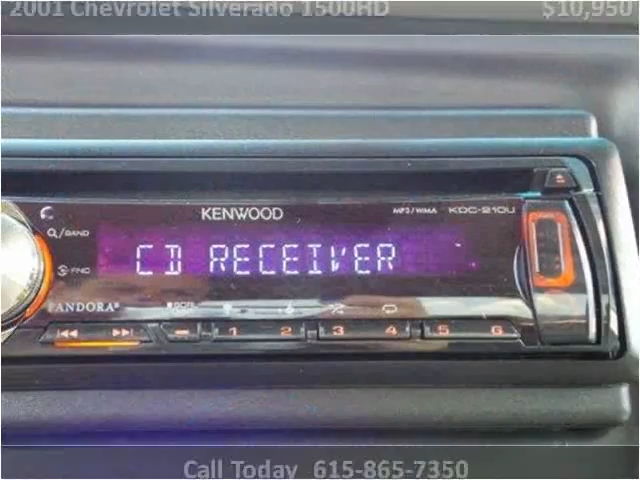 2001 Chevrolet Silverado 1500HD $10,950
KENWOOD MP3/WMA KDC-210U
/BAND
CD RECEIVER
FNC
PANDORA
1 2 3 4 5 6
Call Today 615-865-7350